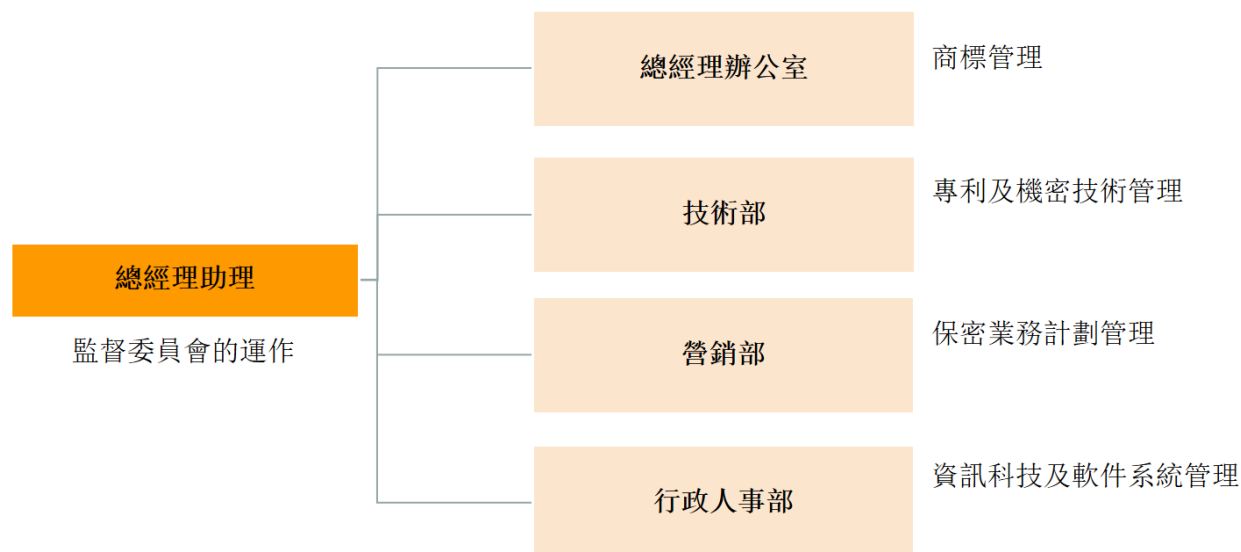 總經理辦公室
商標管理
技術部
專利及機密技術管理
總經理助理
監督委員會的運作
營銷部
保密業務計劃管理
行政人事部
資訊科技及軟件系統管理